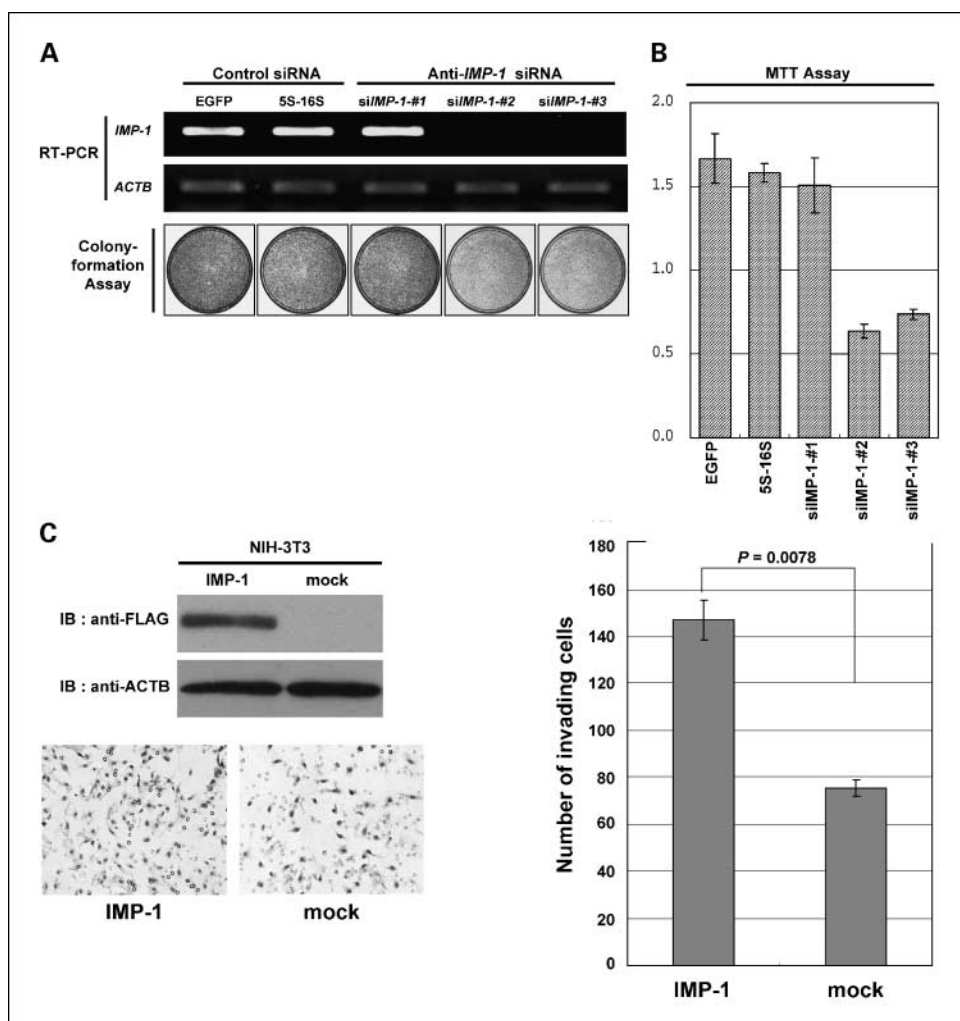 A
Control siRNA
Anti-IMP-1 siRNA
EGFP
5S-16S
siIMP-1-#1
siIMP-1-#2
siIMP-1-#3
RT-PCR
IMP-1
ACTB
Colony-
formation
Assay
B
MTT Assay
2.0
1.5
1.0
0.5
0.0
EGFP
5S-16S
siIMP-1-#1
siIMP-1-#2
siIMP-1-#3
C
NIH-3T3
IMP-1
mock
IB : anti-FLAG
IB : anti-ACTB
IMP-1
mock
Number of invading cells
180
160
140
120
100
80
60
40
20
0
P = 0.0078
IMP-1
mock